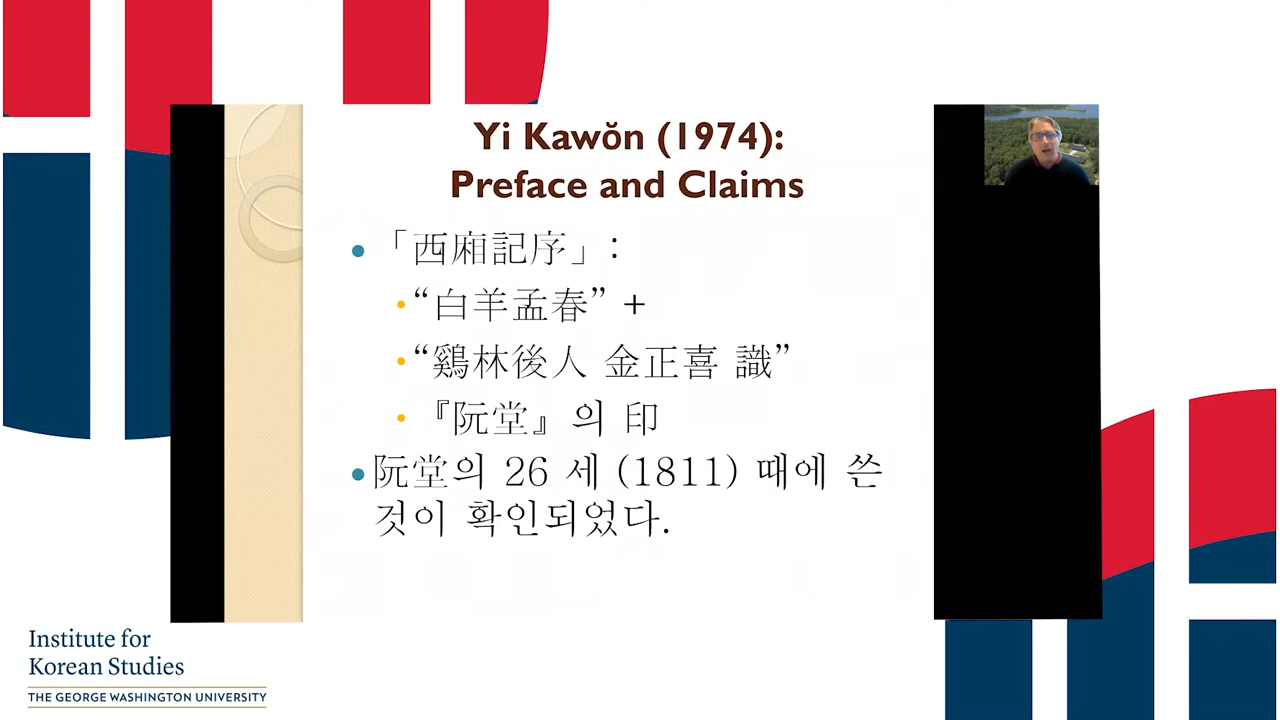 Yi Kawŏn (1974):
Preface and Claims
• 「西廂記序」:
• “白羊孟春” +
• “鷄林後人 金正喜 識”
• 『阮堂』의 印
• 阮堂의 26 세 (1811) 때에 쓴
것이 확인되었다.
Institute for
Korean Studies
THE GEORGE WASHINGTON UNIVERSITY